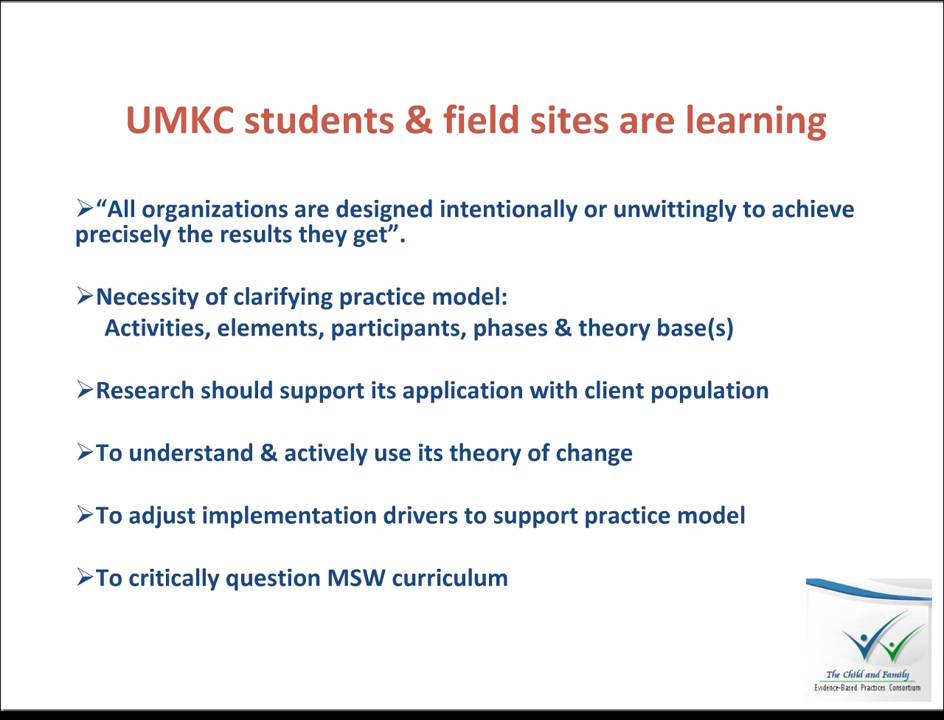 UMKC students & field sites are learning
➢“All organizations are designed intentionally or unwittingly to achieve
precisely the results they get”.
➢Necessity of clarifying practice model:
Activities, elements, participants, phases & theory base(s)
➢Research should support its application with client population
➢To understand & actively use its theory of change
➢To adjust implementation drivers to support practice model
➢To critically question MSW curriculum
The Child and Family
Evidence-Based Practices Consortium